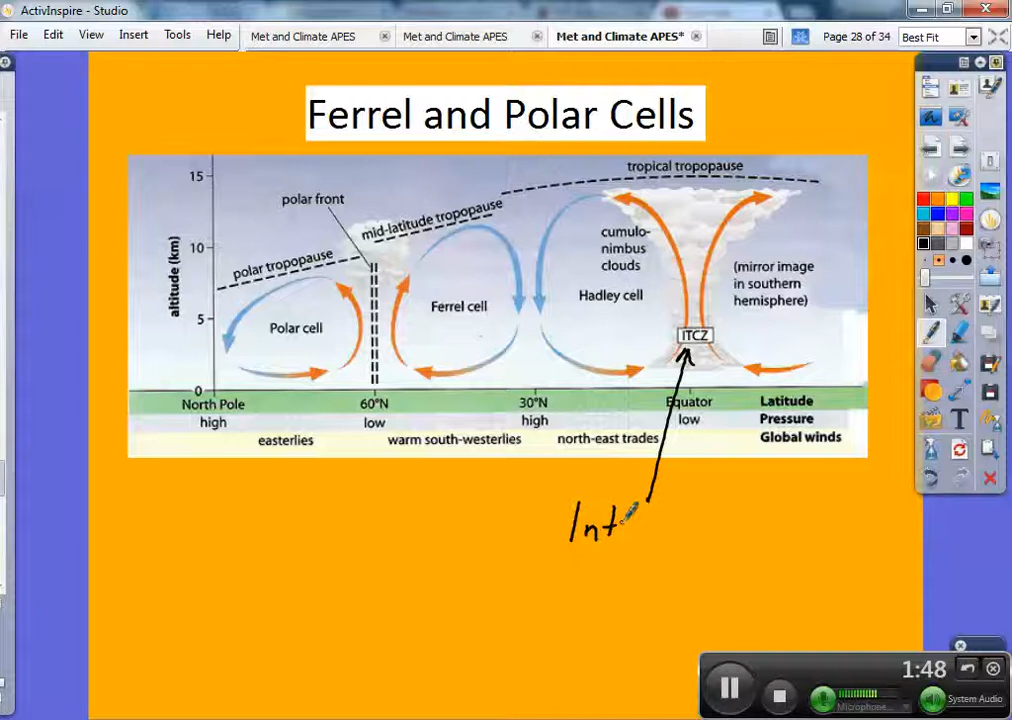 ActivInspire - Studio
File Edit View Insert Tools Help
Met and Climate APES
Met and Climate APES
Met and Climate APES*
Page 28 of 34
Best Fit
Ferrel and Polar Cells
tropical tropopause
15
polar front
mid-latitude tropopause
10
cumulo-
nimbus
clouds
polar tropopause
altitude (km)
(mirror image
in southern
hemisphere)
Hadley cell
Ferrel cell
5
Polar cell
ITCZ
0
North Pole 60°N 30°N Equator Latitude
high low high low Pressure
easterlies warm south-westerlies north-east trades Global winds
Int
1:48
Microphone...
System Audio